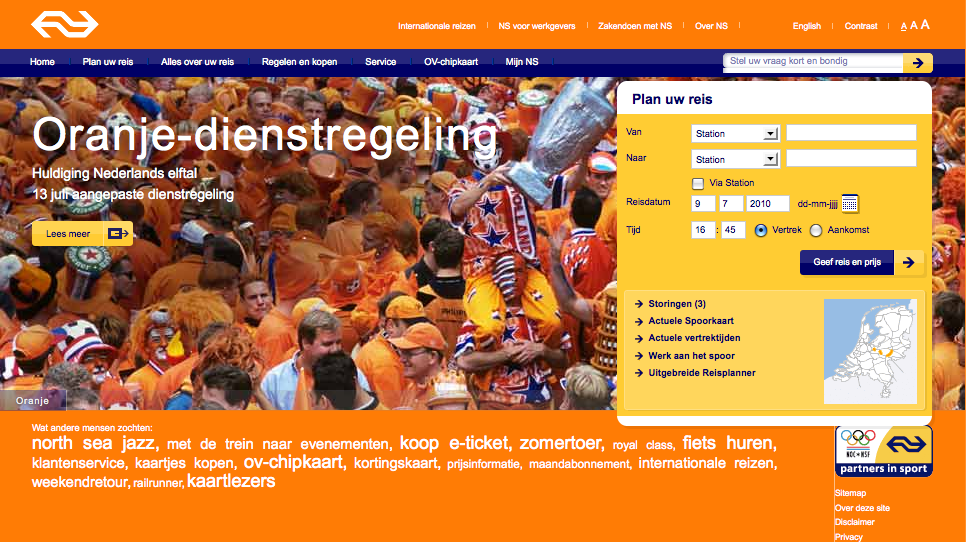 Internationale reizen
NS voor werkgevers
Zakendoen met NS
Over NS
English
Contrast
A A A
Home
Plan uw reis
Alles over uw reis
Regelen en kopen
Service
OV-chipkaart
Mijn NS
Stel uw vraag kort en bondig
Oranje-dienstregeling
Huldiging Nederlands elftal
13 juli aangepaste dienstregeling
Lees meer
Plan uw reis
Van Station
Naar Station
Via Station
Reisdatum 9 7 2010 dd-mm-jjjj
Tijd 16 : 45 Vertrek Aankomst
Geef reis en prijs
Storingen (3)
Actuele Spoorkaart
Actuele vertrektijden
Werk aan het spoor
Uitgebreide Reisplanner
Oranje
Wat andere mensen zochten:
north sea jazz, met de trein naar evenementen, koop e-ticket, zomertoer, royal class, fiets huren,
klantenservice, kaartjes kopen, ov-chipkaart, kortingskaart, prijsinformatie, maandabonnement, internationale reizen,
weekendretour, railrunner, kaartlezers
NOC*NSF
partners in sport
Sitemap
Over deze site
Disclaimer
Privacy